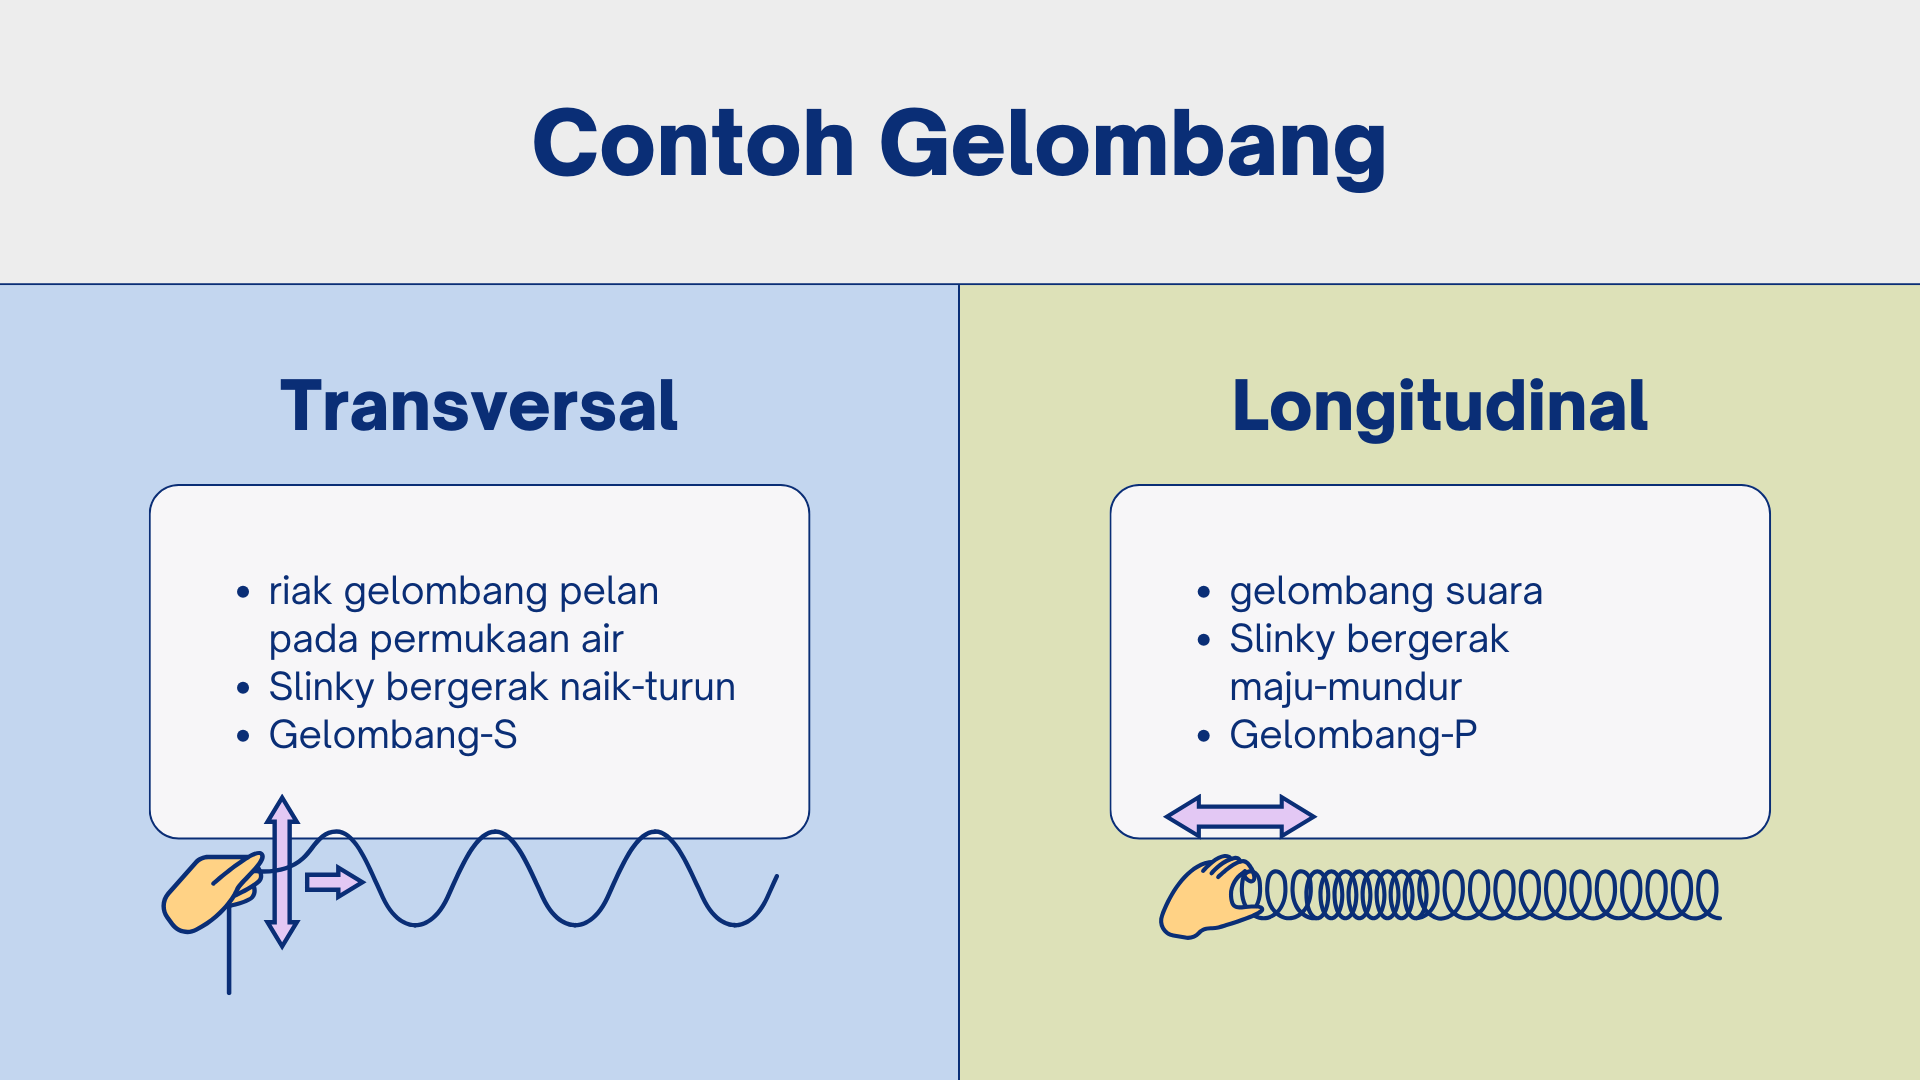 Contoh Gelombang
Transversal
• riak gelombang pelan
pada permukaan air
• Slinky bergerak naik-turun
• Gelombang-S
Longitudinal
• gelombang suara
• Slinky bergerak
maju-mundur
• Gelombang-P